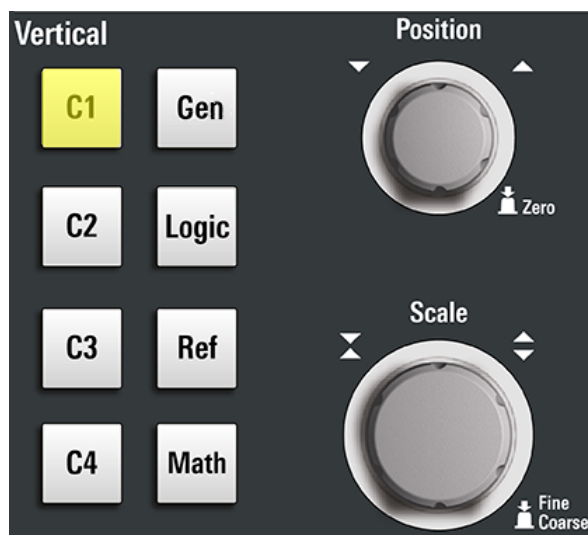 Vertical
Position
C1
Gen
Zero
C2
Logic
Scale
C3
Ref
C4
Math
Fine
Coarse